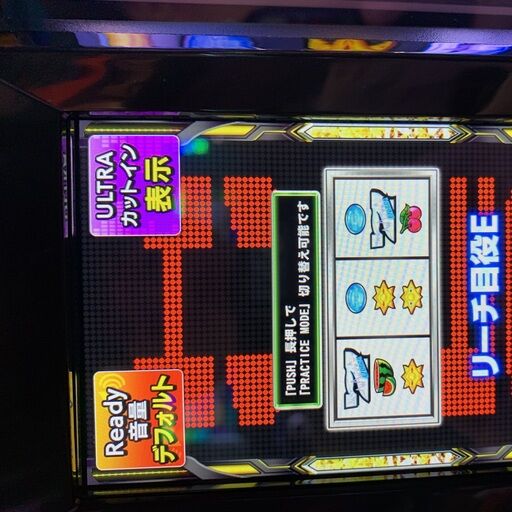 Ready
音量
デフォルト
ULTRA
カットイン
表示
「PUSH」長押しで
「PRACTICE MODE」切り替え可能です
リーチ目役E